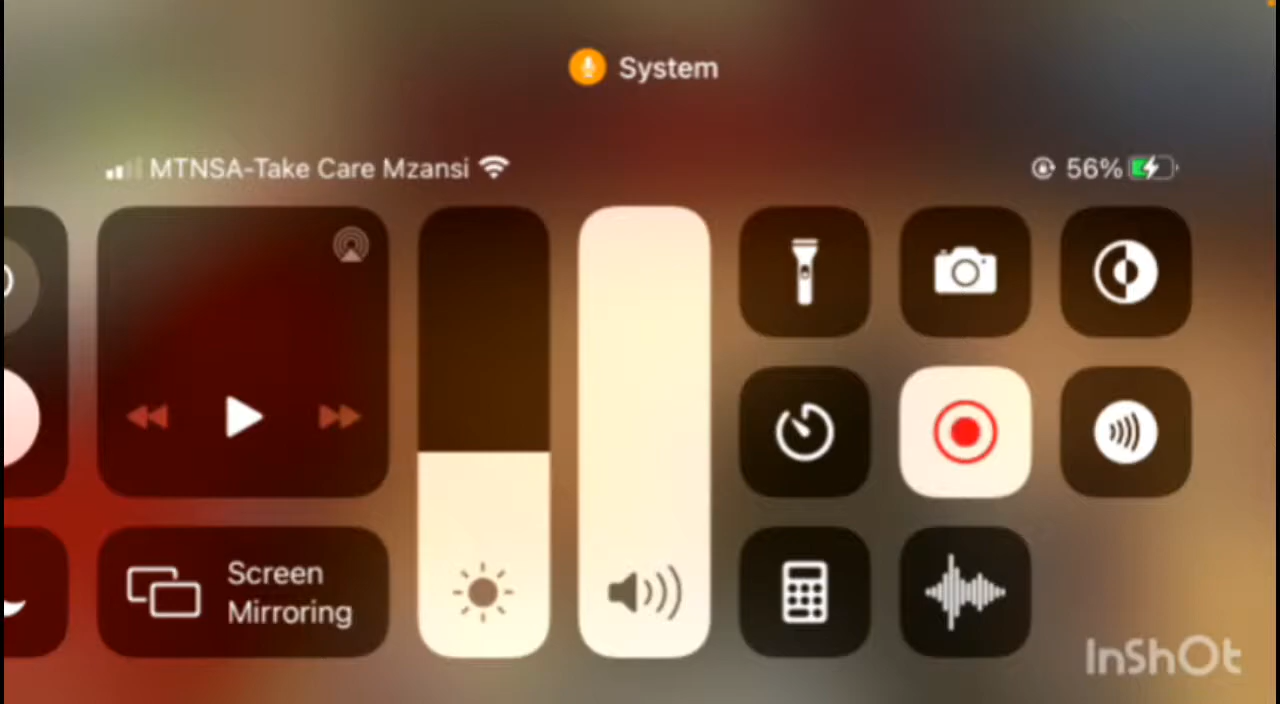 System
MTNSA-Take Care Mzansi
56%
Screen
Mirroring
InShOt